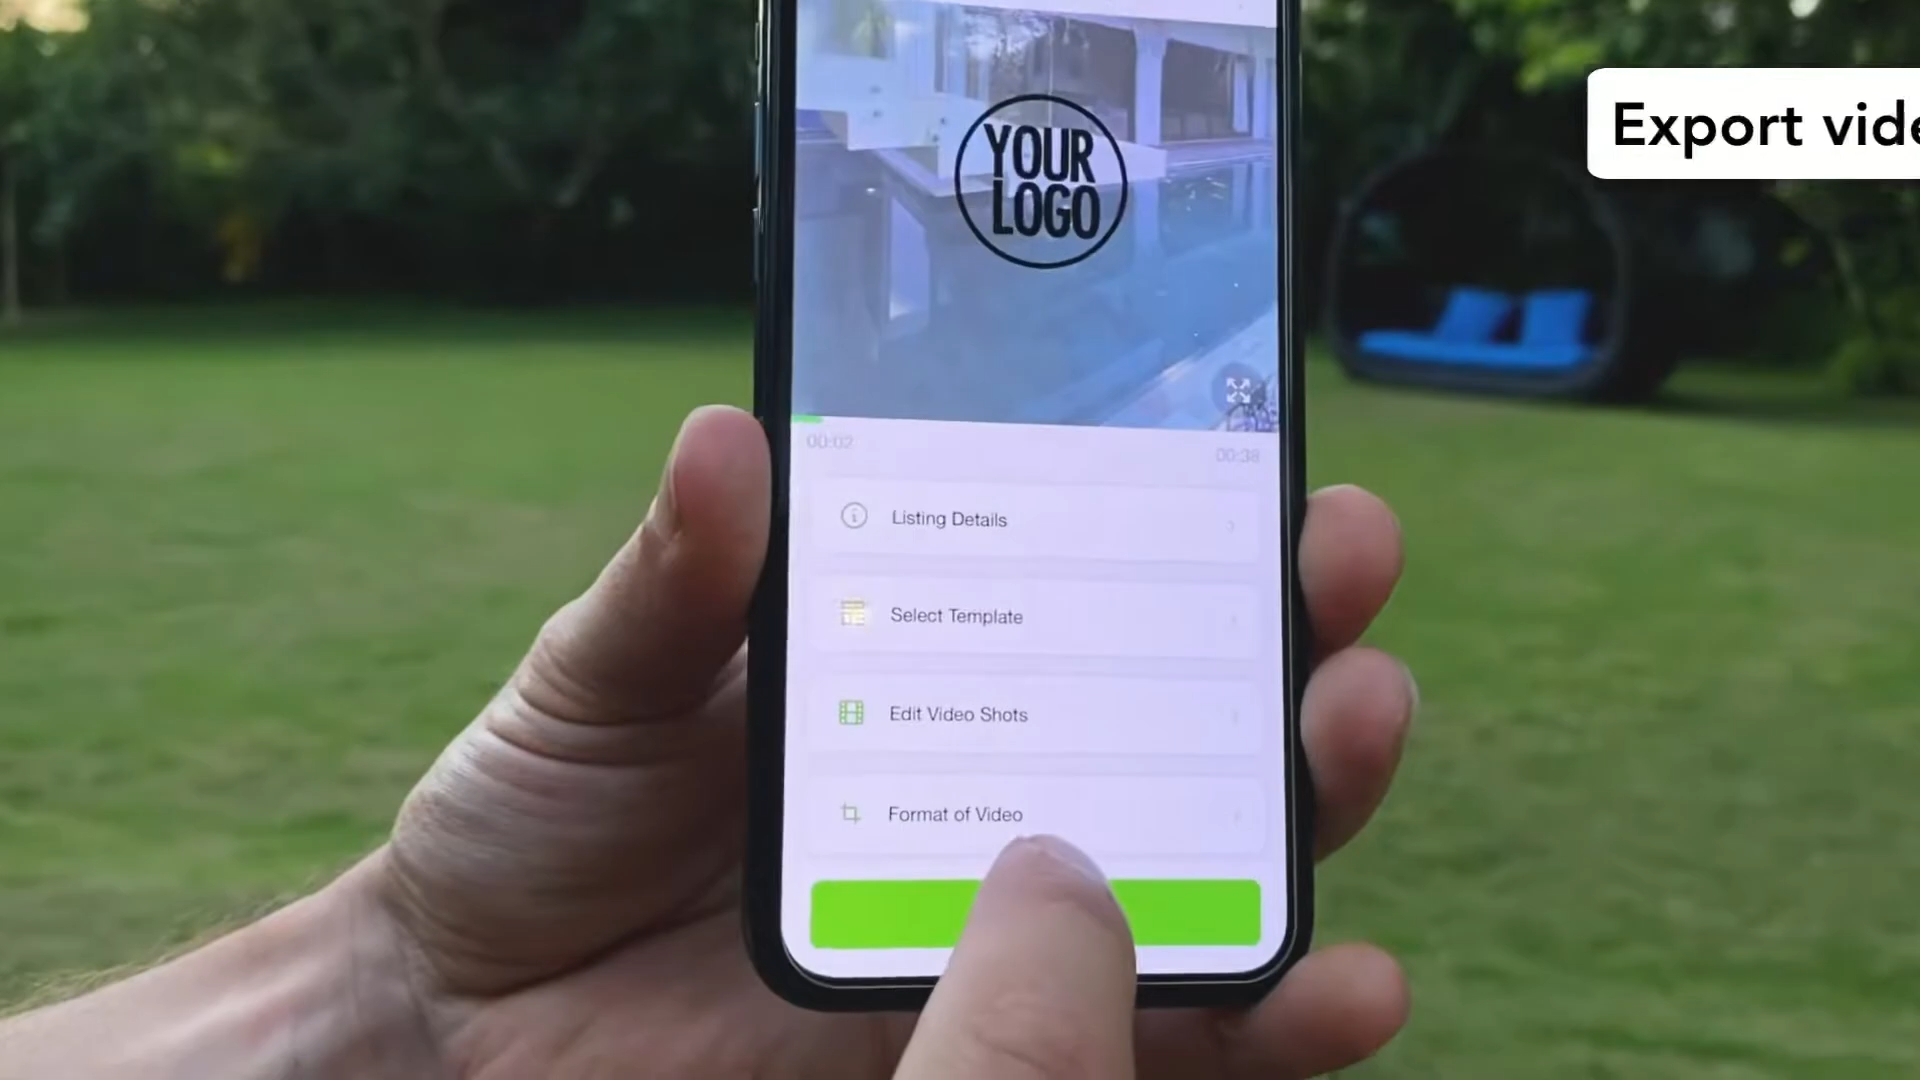 Export vide
YOUR
LOGO
00:02
00:38
Listing Details
Select Template
Edit Video Shots
Format of Video